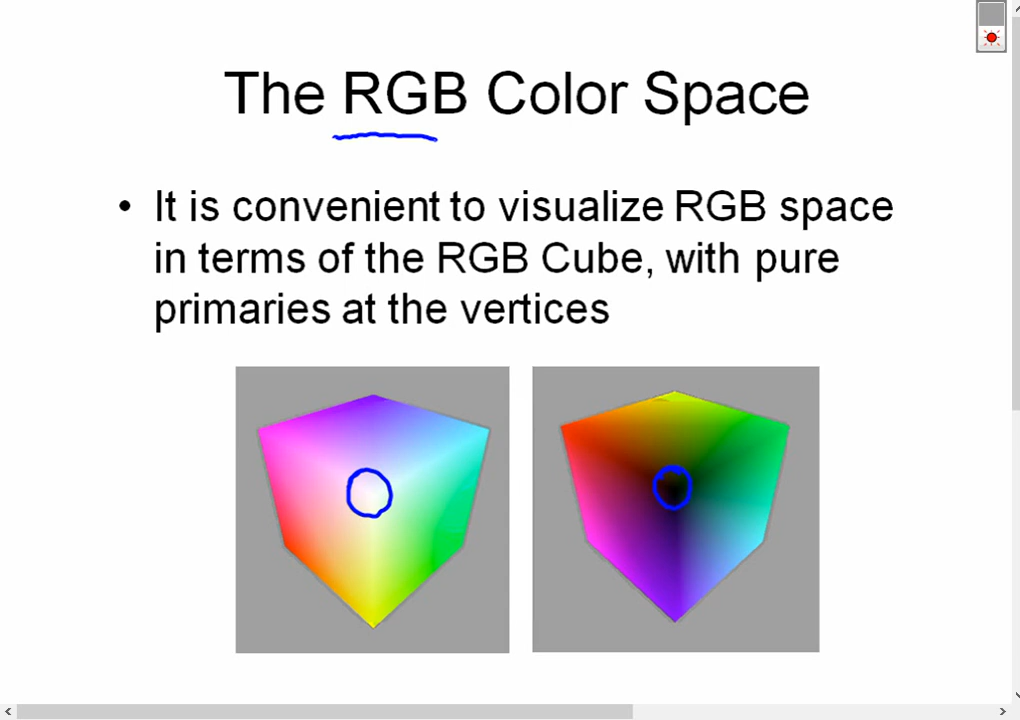 The RGB Color Space
• It is convenient to visualize RGB space
in terms of the RGB Cube, with pure
primaries at the vertices